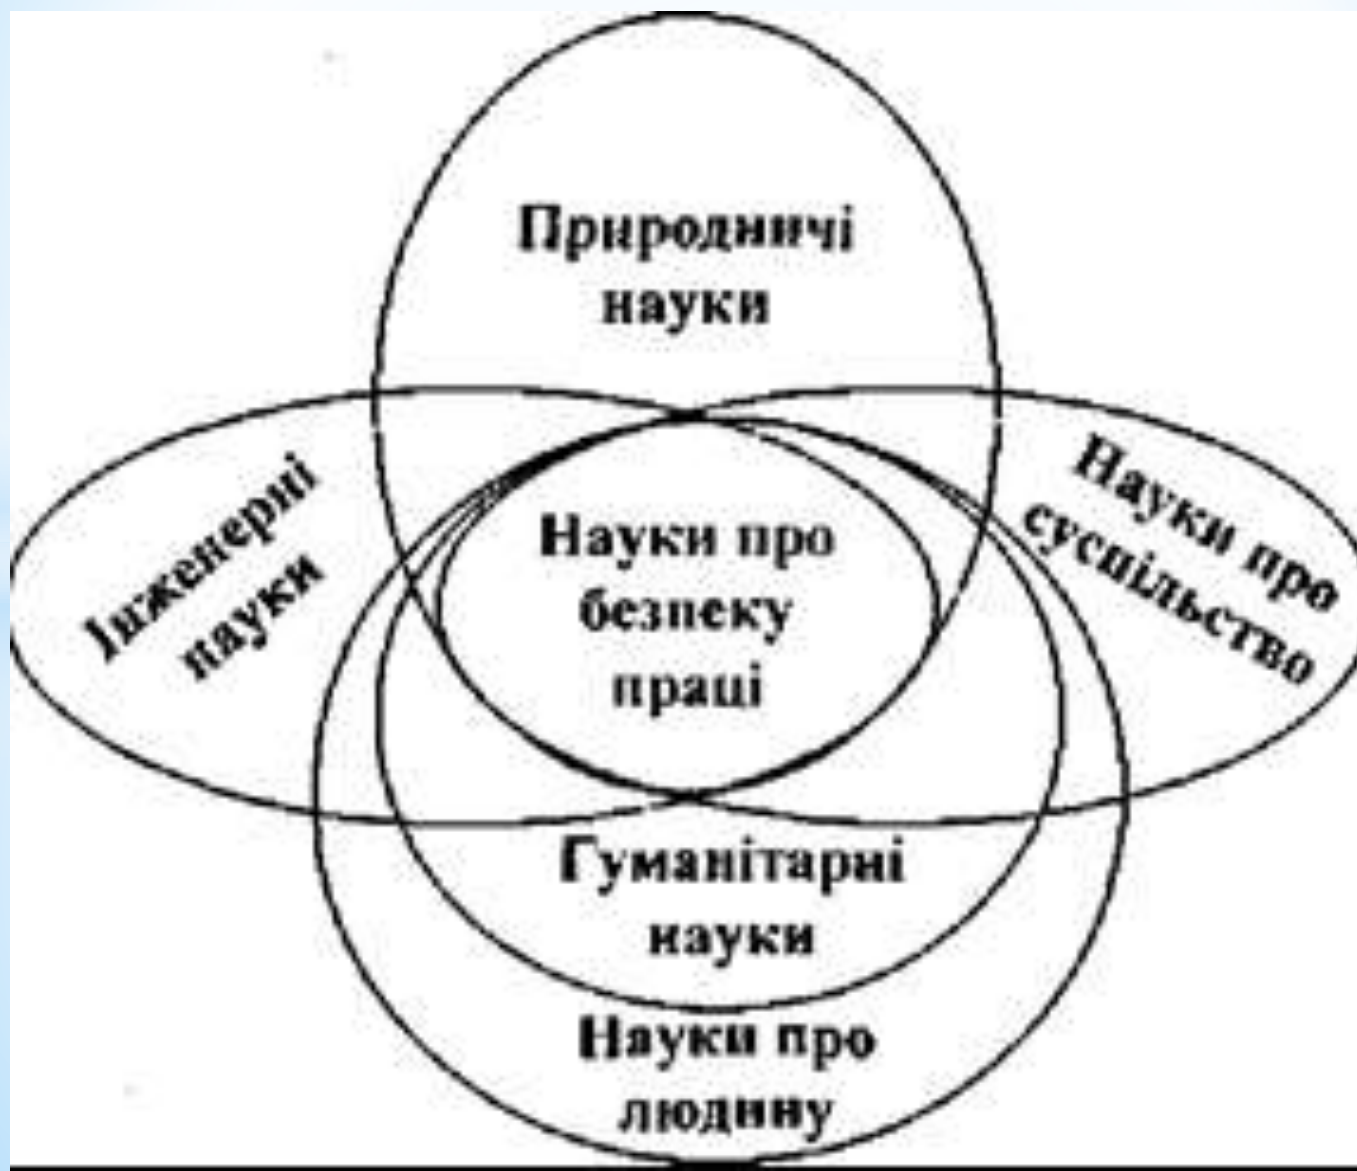 Природничі
науки
Інженерні
науки
Науки про
суспільство
Науки про
безпеку
праці
Гуманітарні
науки
Науки про
людину